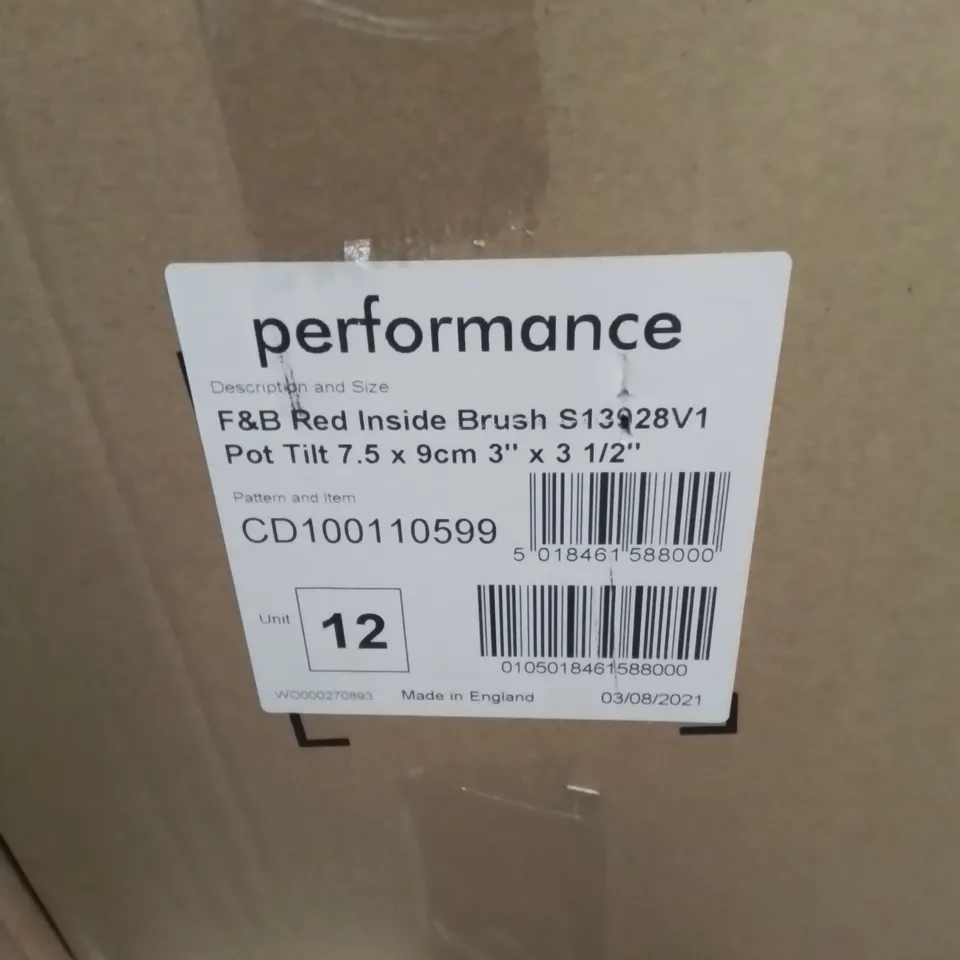 performance
Description and Size
F&B Red Inside Brush S13928V1
Pot Tilt 7.5 x 9cm 3" x 3 1/2"
Pattern and Item
CD100110599
5 018461 588000
Unit 12
0105018461588000
WO000270893 Made in England 03/08/2021